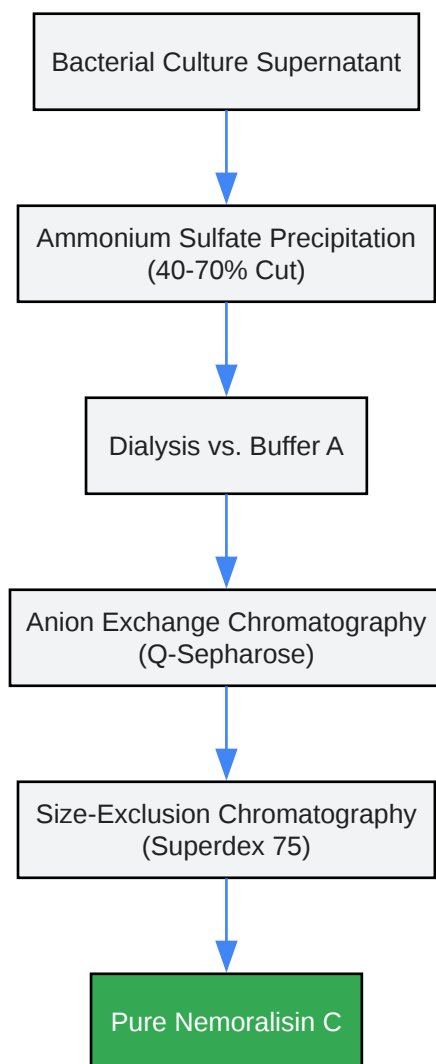 Bacterial Culture Supernatant
Ammonium Sulfate Precipitation
(40-70% Cut)
Dialysis vs. Buffer A
Anion Exchange Chromatography
(Q-Sepharose)
Size-Exclusion Chromatography
(Superdex 75)
Pure Nemoralisin C